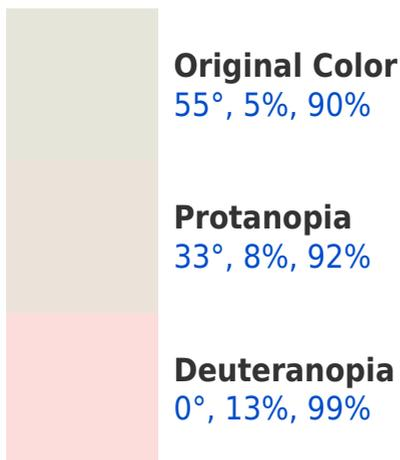 Original Color
55°, 5%, 90%
Protanopia
33°, 8%, 92%
Deuteranopia
0°, 13%, 99%